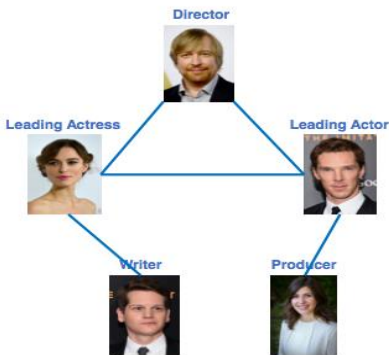 Director
Leading Actress
Leading Actor
Writer
Producer